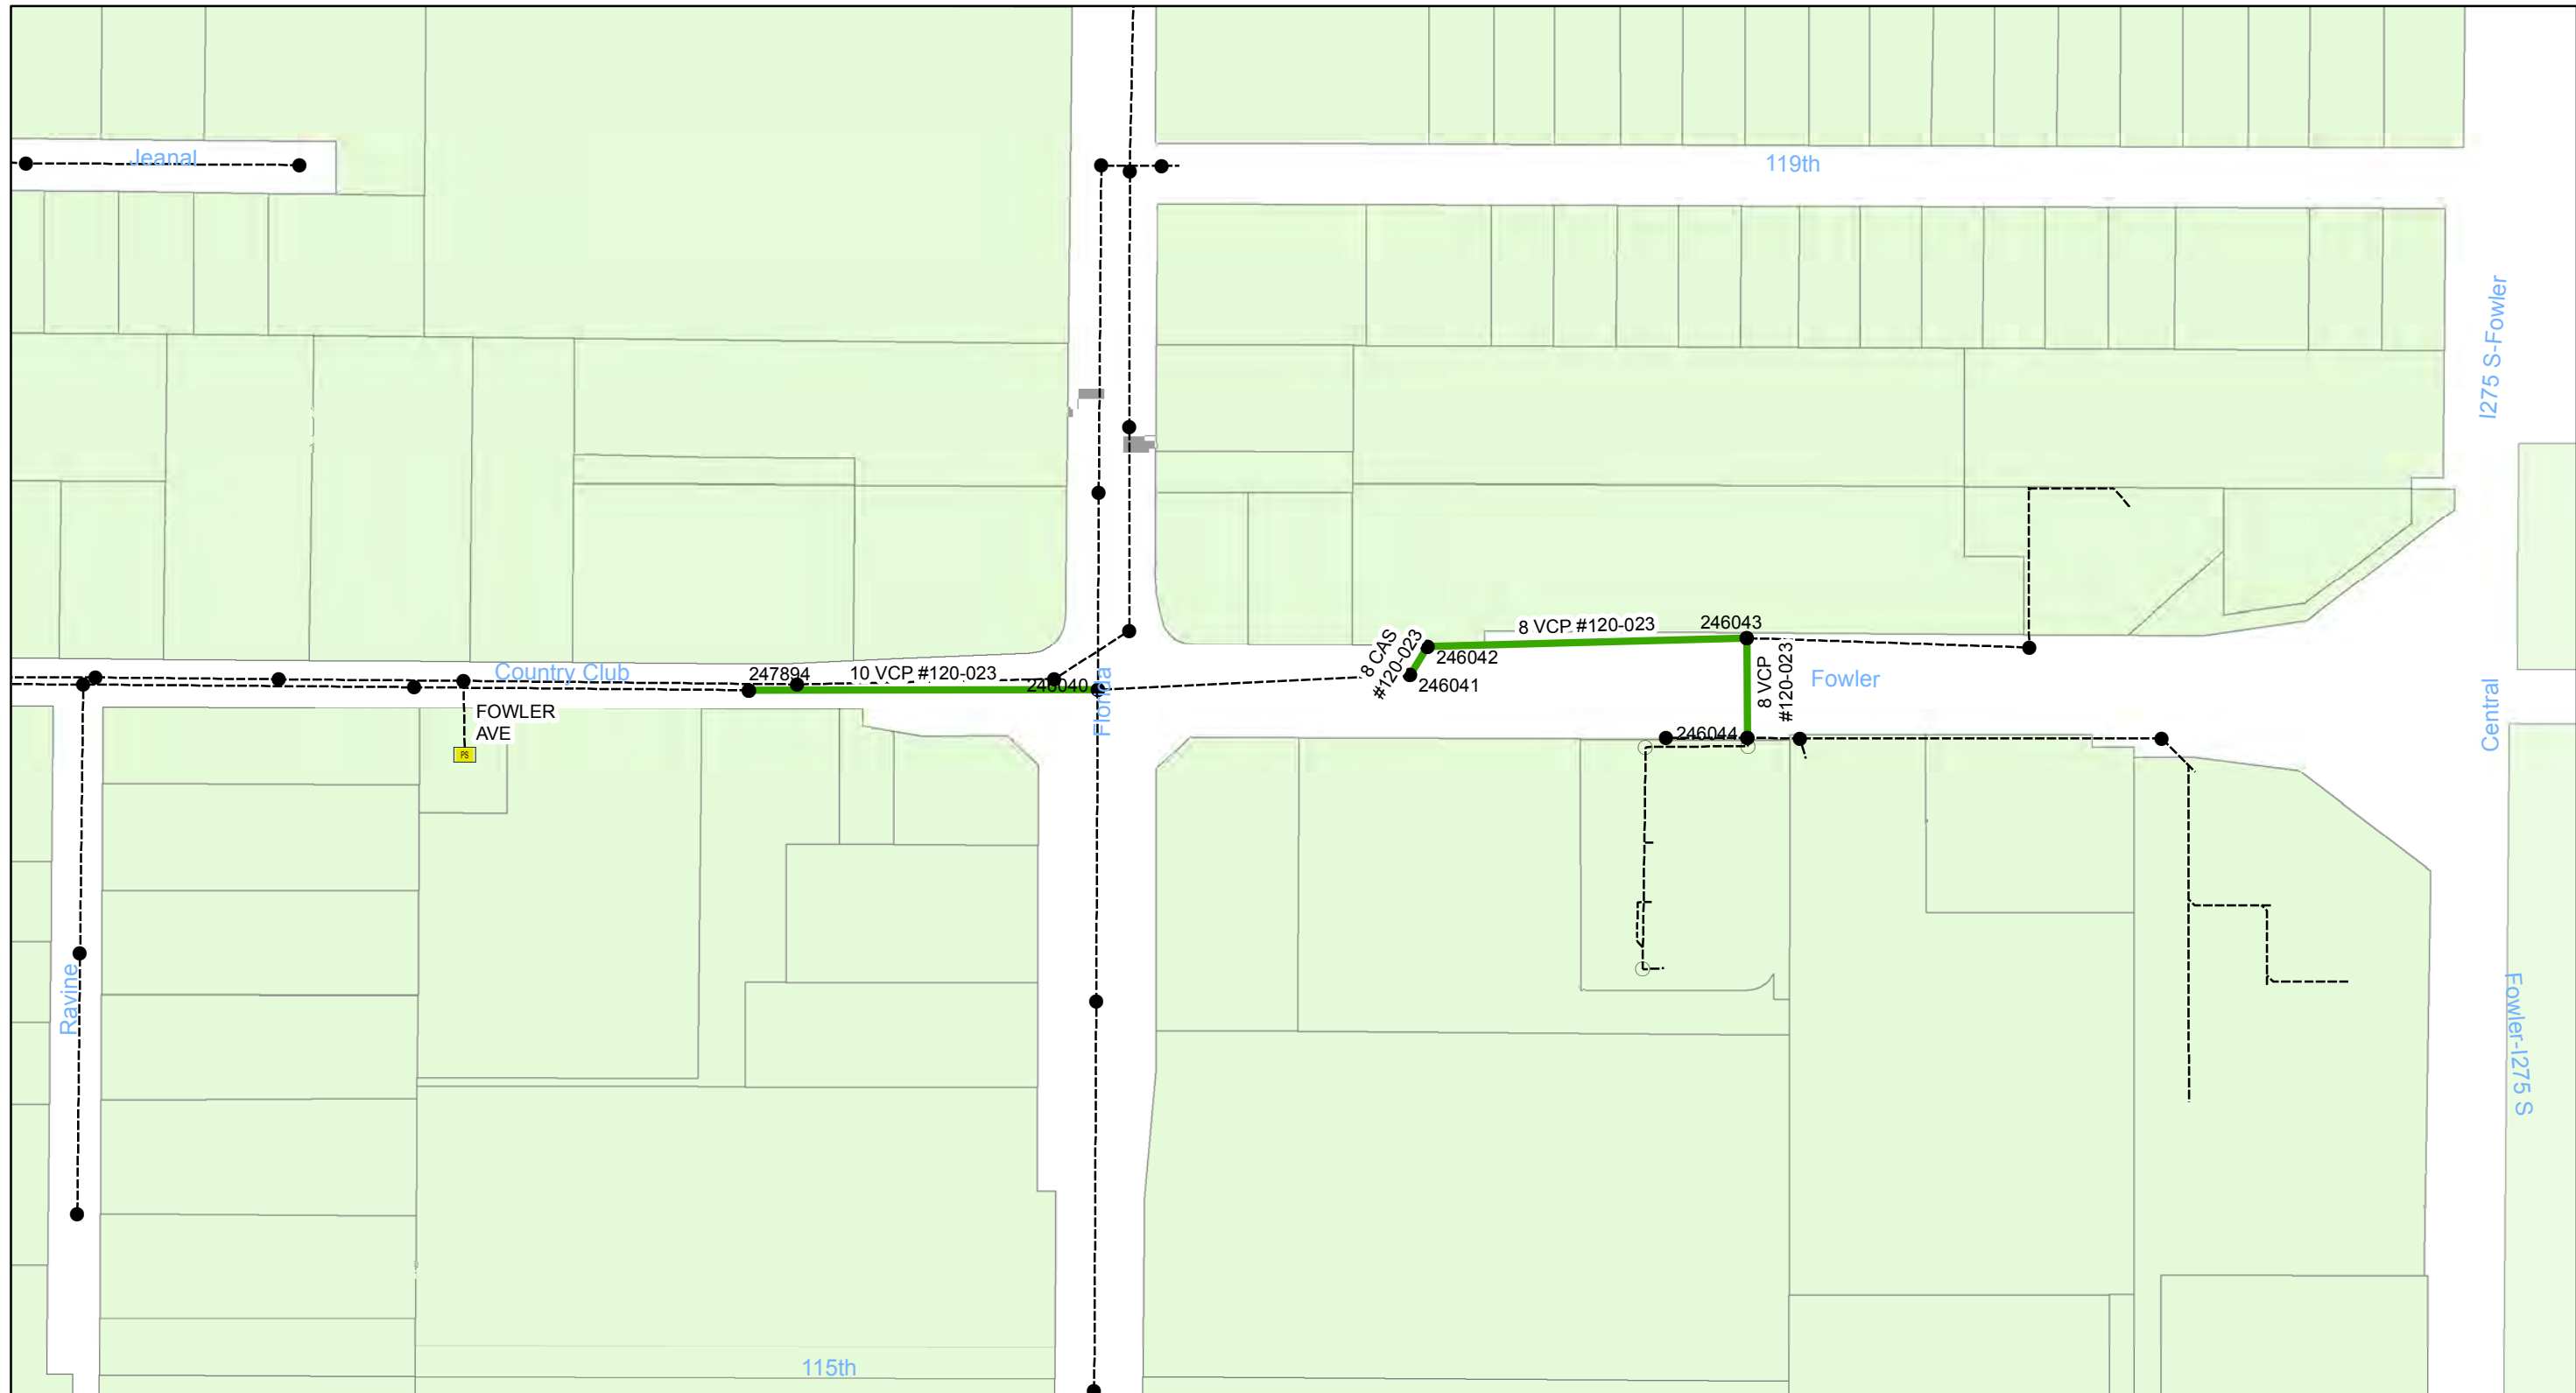 Jeanal
119th
I275 S-Fowler
8 VCP #120-023
246043
8 CAS
#120-023
246042
246041
8 VCP
#120-023
Fowler
Country Club
247894
10 VCP #120-023
246040
Florida
FOWLER
AVE
PS
246044
Central
Ravine
Fowler-I275 S
115th